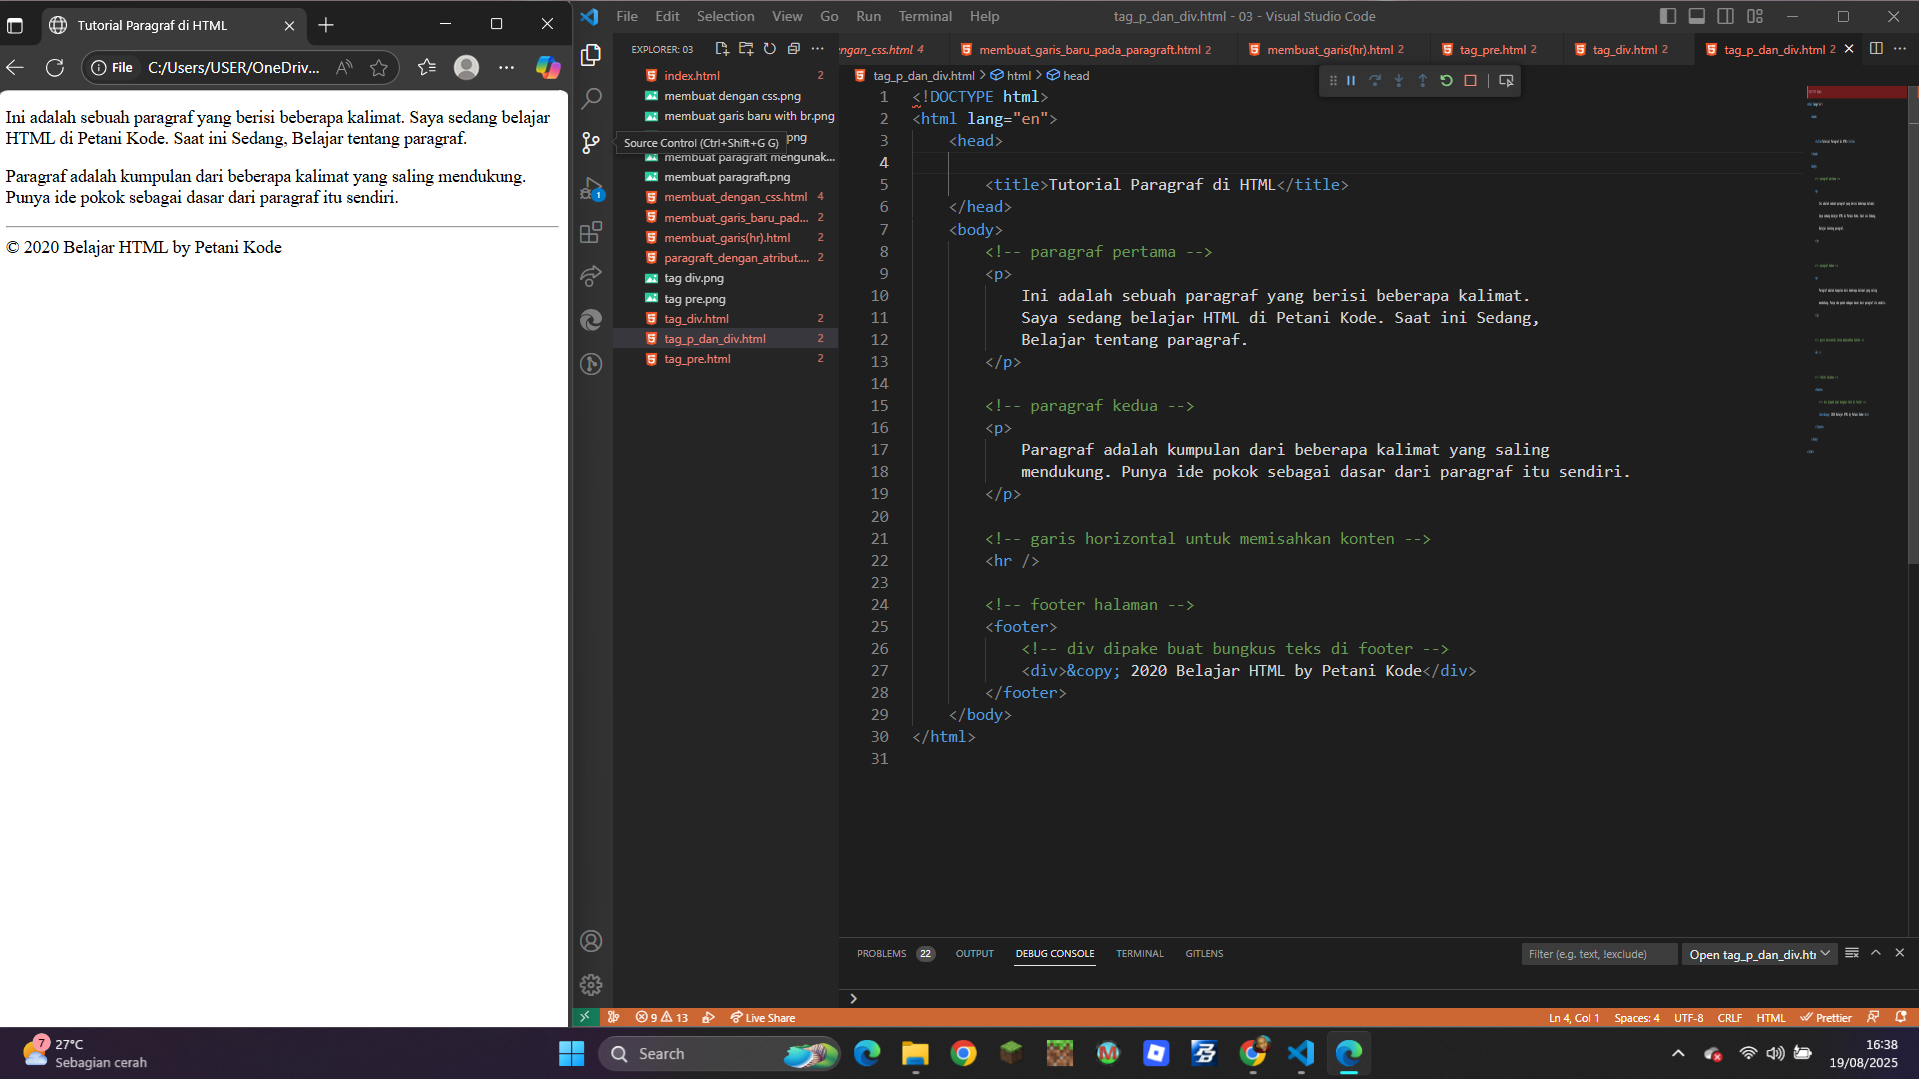 Tutorial Paragraf di HTML
File
C:/Users/USER/OneDriv...
Ini adalah sebuah paragraf yang berisi beberapa kalimat. Saya sedang belajar
HTML di Petani Kode. Saat ini Sedang, Belajar tentang paragraf.
Paragraf adalah kumpulan dari beberapa kalimat yang saling mendukung.
Punya ide pokok sebagai dasar dari paragraf itu sendiri.
© 2020 Belajar HTML by Petani Kode
File Edit Selection View Go Run Terminal Help
tag_p_dan_div.html - 03 - Visual Studio Code
EXPLORER: 03
index.html 2
membuat dengan css.png
membuat garis baru with br.png
.png
Source Control (Ctrl+Shift+G G)
membuat paragraft mengunak...
membuat paragraft.png
membuat_dengan_css.html 4
membuat_garis_baru_pad... 2
membuat_garis(hr).html 2
paragraft_dengan_atribut.... 2
tag div.png
tag pre.png
tag_div.html 2
tag_p_dan_div.html 2
tag_pre.html 2
1
engan_css.html 4
membuat_garis_baru_pada_paragraft.html 2
membuat_garis(hr).html 2
tag_pre.html 2
tag_div.html 2
tag_p_dan_div.html 2
tag_p_dan_div.html > html > head
1 <!DOCTYPE html>
2 <html lang="en">
3 <head>
4
5 <title>Tutorial Paragraf di HTML</title>
6 </head>
7 <body>
8 <!-- paragraf pertama -->
9 <p>
10 Ini adalah sebuah paragraf yang berisi beberapa kalimat.
11 Saya sedang belajar HTML di Petani Kode. Saat ini Sedang,
12 Belajar tentang paragraf.
13 </p>
14
15 <!-- paragraf kedua -->
16 <p>
17 Paragraf adalah kumpulan dari beberapa kalimat yang saling
18 mendukung. Punya ide pokok sebagai dasar dari paragraf itu sendiri.
19 </p>
20
21 <!-- garis horizontal untuk memisahkan konten -->
22 <hr />
23
24 <!-- footer halaman -->
25 <footer>
26 <!-- div dipake buat bungkus teks di footer -->
27 <div>&copy; 2020 Belajar HTML by Petani Kode</div>
28 </footer>
29 </body>
30 </html>
31
PROBLEMS 22 OUTPUT DEBUG CONSOLE TERMINAL GITLENS
Filter (e.g. text, !exclude)
Open tag_p_dan_div.htr
9 13
Live Share
Ln 4, Col 1 Spaces: 4 UTF-8 CRLF HTML Prettier
7
27°C
Sebagian cerah
Search
16:38
19/08/2025